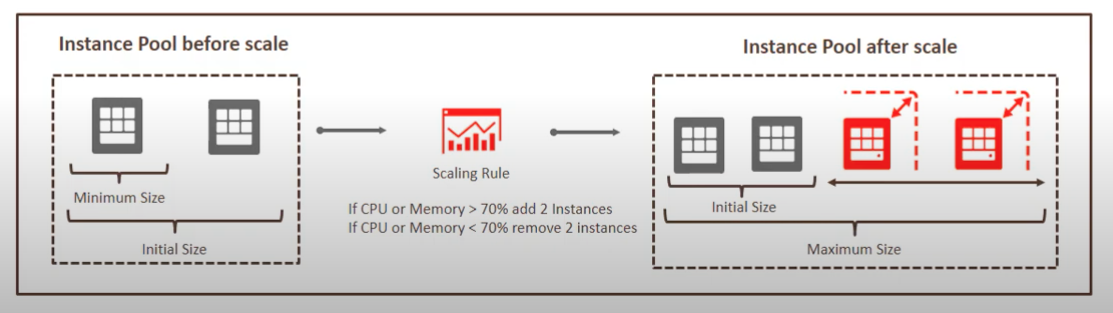 Instance Pool before scale
Minimum Size
Initial Size
Scaling Rule
If CPU or Memory > 70% add 2 Instances
If CPU or Memory < 70% remove 2 instances
Instance Pool after scale
Initial Size
Maximum Size